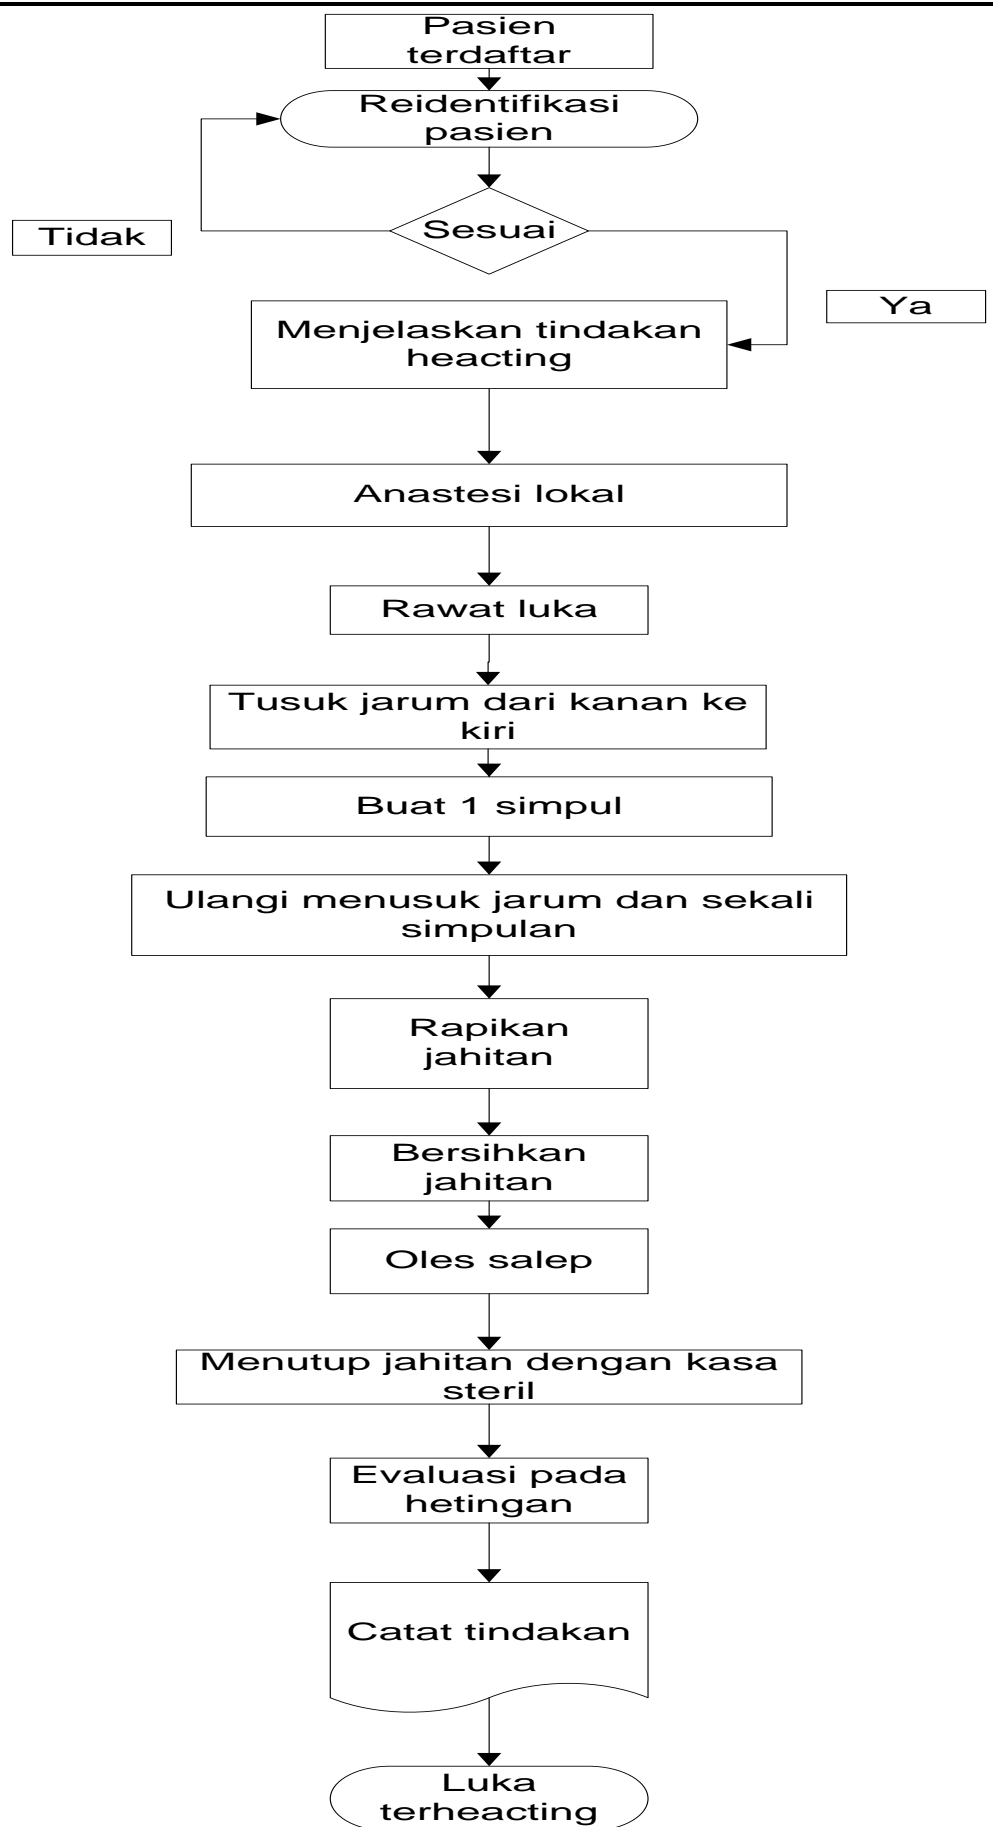 Pasien
terdaftar
Reidentifikasi
pasien
Sesuai
Tidak
Ya
Menjelaskan tindakan
heacting
Anastesi lokal
Rawat luka
Tusuk jarum dari kanan ke
kiri
Buat 1 simpul
Ulangi menusuk jarum dan sekali
simpulan
Rapikan
jahitan
Bersihkan
jahitan
Oles salep
Menutup jahitan dengan kasa
steril
Evaluasi pada
hetingan
Catat tindakan
Luka
terheacting